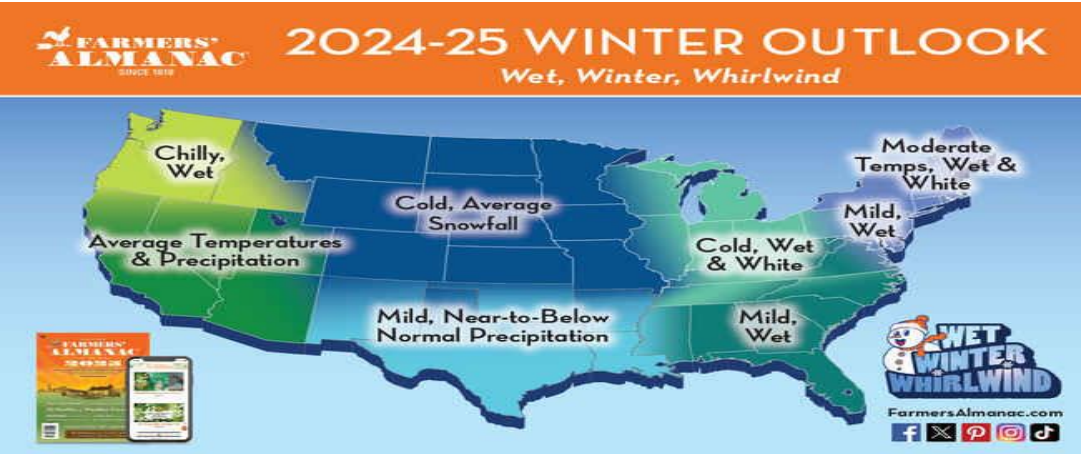 FARMERS'
ALMANAC
SINCE 1818
2024-25 WINTER OUTLOOK
Wet, Winter, Whirlwind
Chilly,
Wet
Cold, Average
Snowfall
Average Temperatures
& Precipitation
Mild, Near-to-Below
Normal Precipitation
Cold, Wet
& White
Mild,
Wet
Moderate
Temps, Wet &
White
Mild,
Wet
FARMERS'
ALMANAC
2025
WET
WINTER
WHIRLWIND
FarmersAlmanac.com